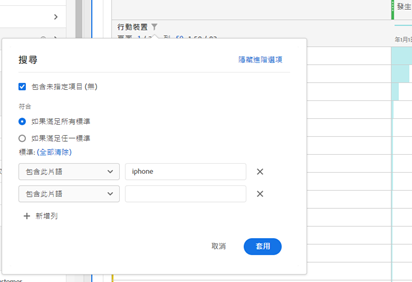 發生
行動裝置
搜尋
隱藏進階選項
包含未指定項目 (無)
符合
如果滿足所有標準
如果滿足任一標準
標準: (全部清除)
包含此片語
iphone
包含此片語
新增列
取消
套用